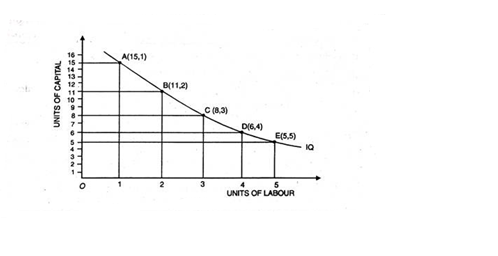 UNITS OF CAPITAL
16
15
14
13
12
11
10
9
8
7
6
5
4
3
2
1
A(15,1)
B(11,2)
C (8,3)
D(6,4)
E(5,5)
IQ
O 1 2 3 4 5
UNITS OF LABOUR